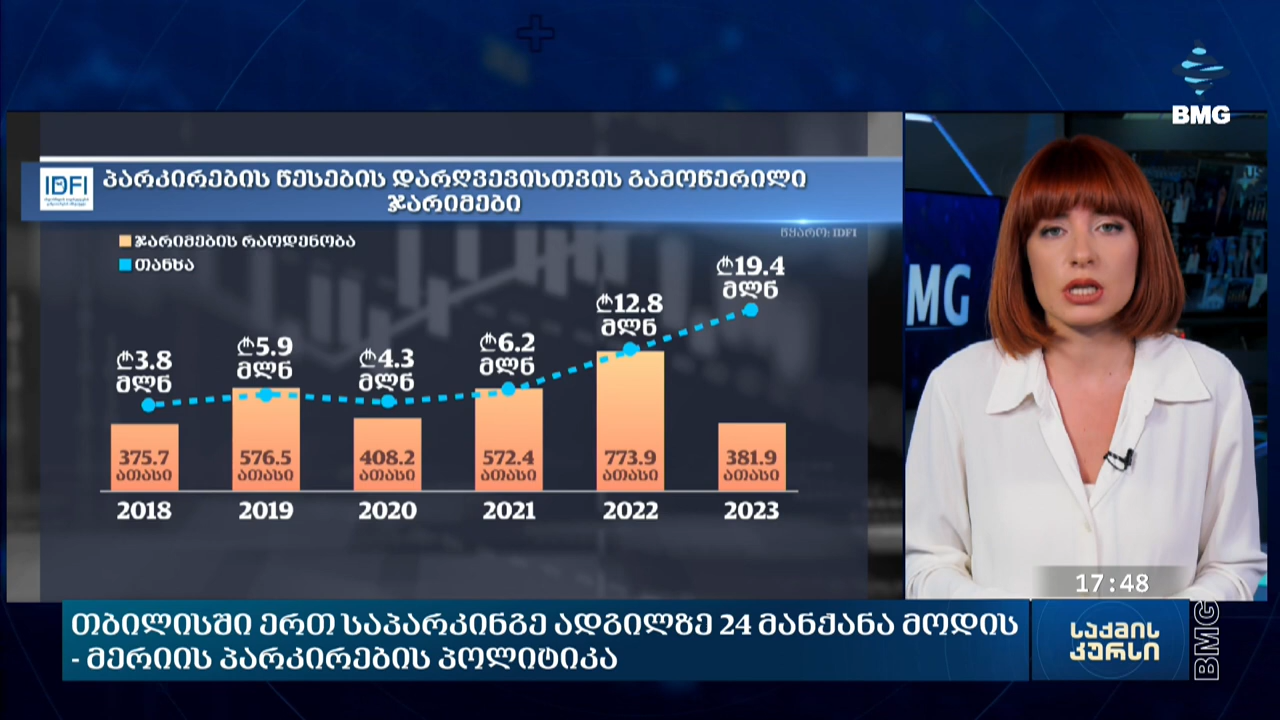 BMG
IDFI
პარკირების წესების დარღვევისთვის გამოწერილი
ჯარიმები
წყარო: IDFI
ჯარიმების რაოდენობა
თანხა
₾3.8
მლნ
₾5.9
მლნ
₾4.3
მლნ
₾6.2
მლნ
₾12.8
მლნ
₾19.4
მლნ
375.7
ათასი
576.5
ათასი
408.2
ათასი
572.4
ათასი
773.9
ათასი
381.9
ათასი
2018
2019
2020
2021
2022
2023
MG
17:48
თბილისში ერთ საპარკინგე ადგილზე 24 მანქანა მოდის
- მერიის პარკირების პოლიტიკა
საქმის
კურსი
BMG